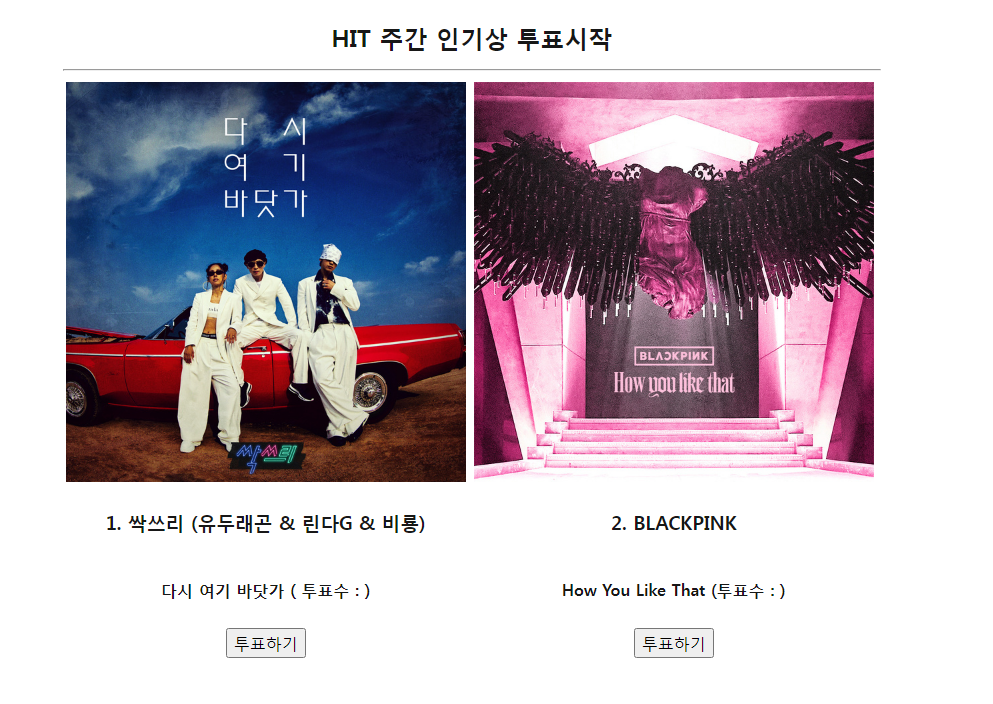 HIT 주간 인기상 투표시작
다 시
여 기
바닷가
싹쓰리
BLACKPINK
How you like that
1. 싹쓰리 (유두래곤 & 린다G & 비룡)
2. BLACKPINK
다시 여기 바닷가 ( 투표수 : )
How You Like That (투표수 : )
투표하기
투표하기